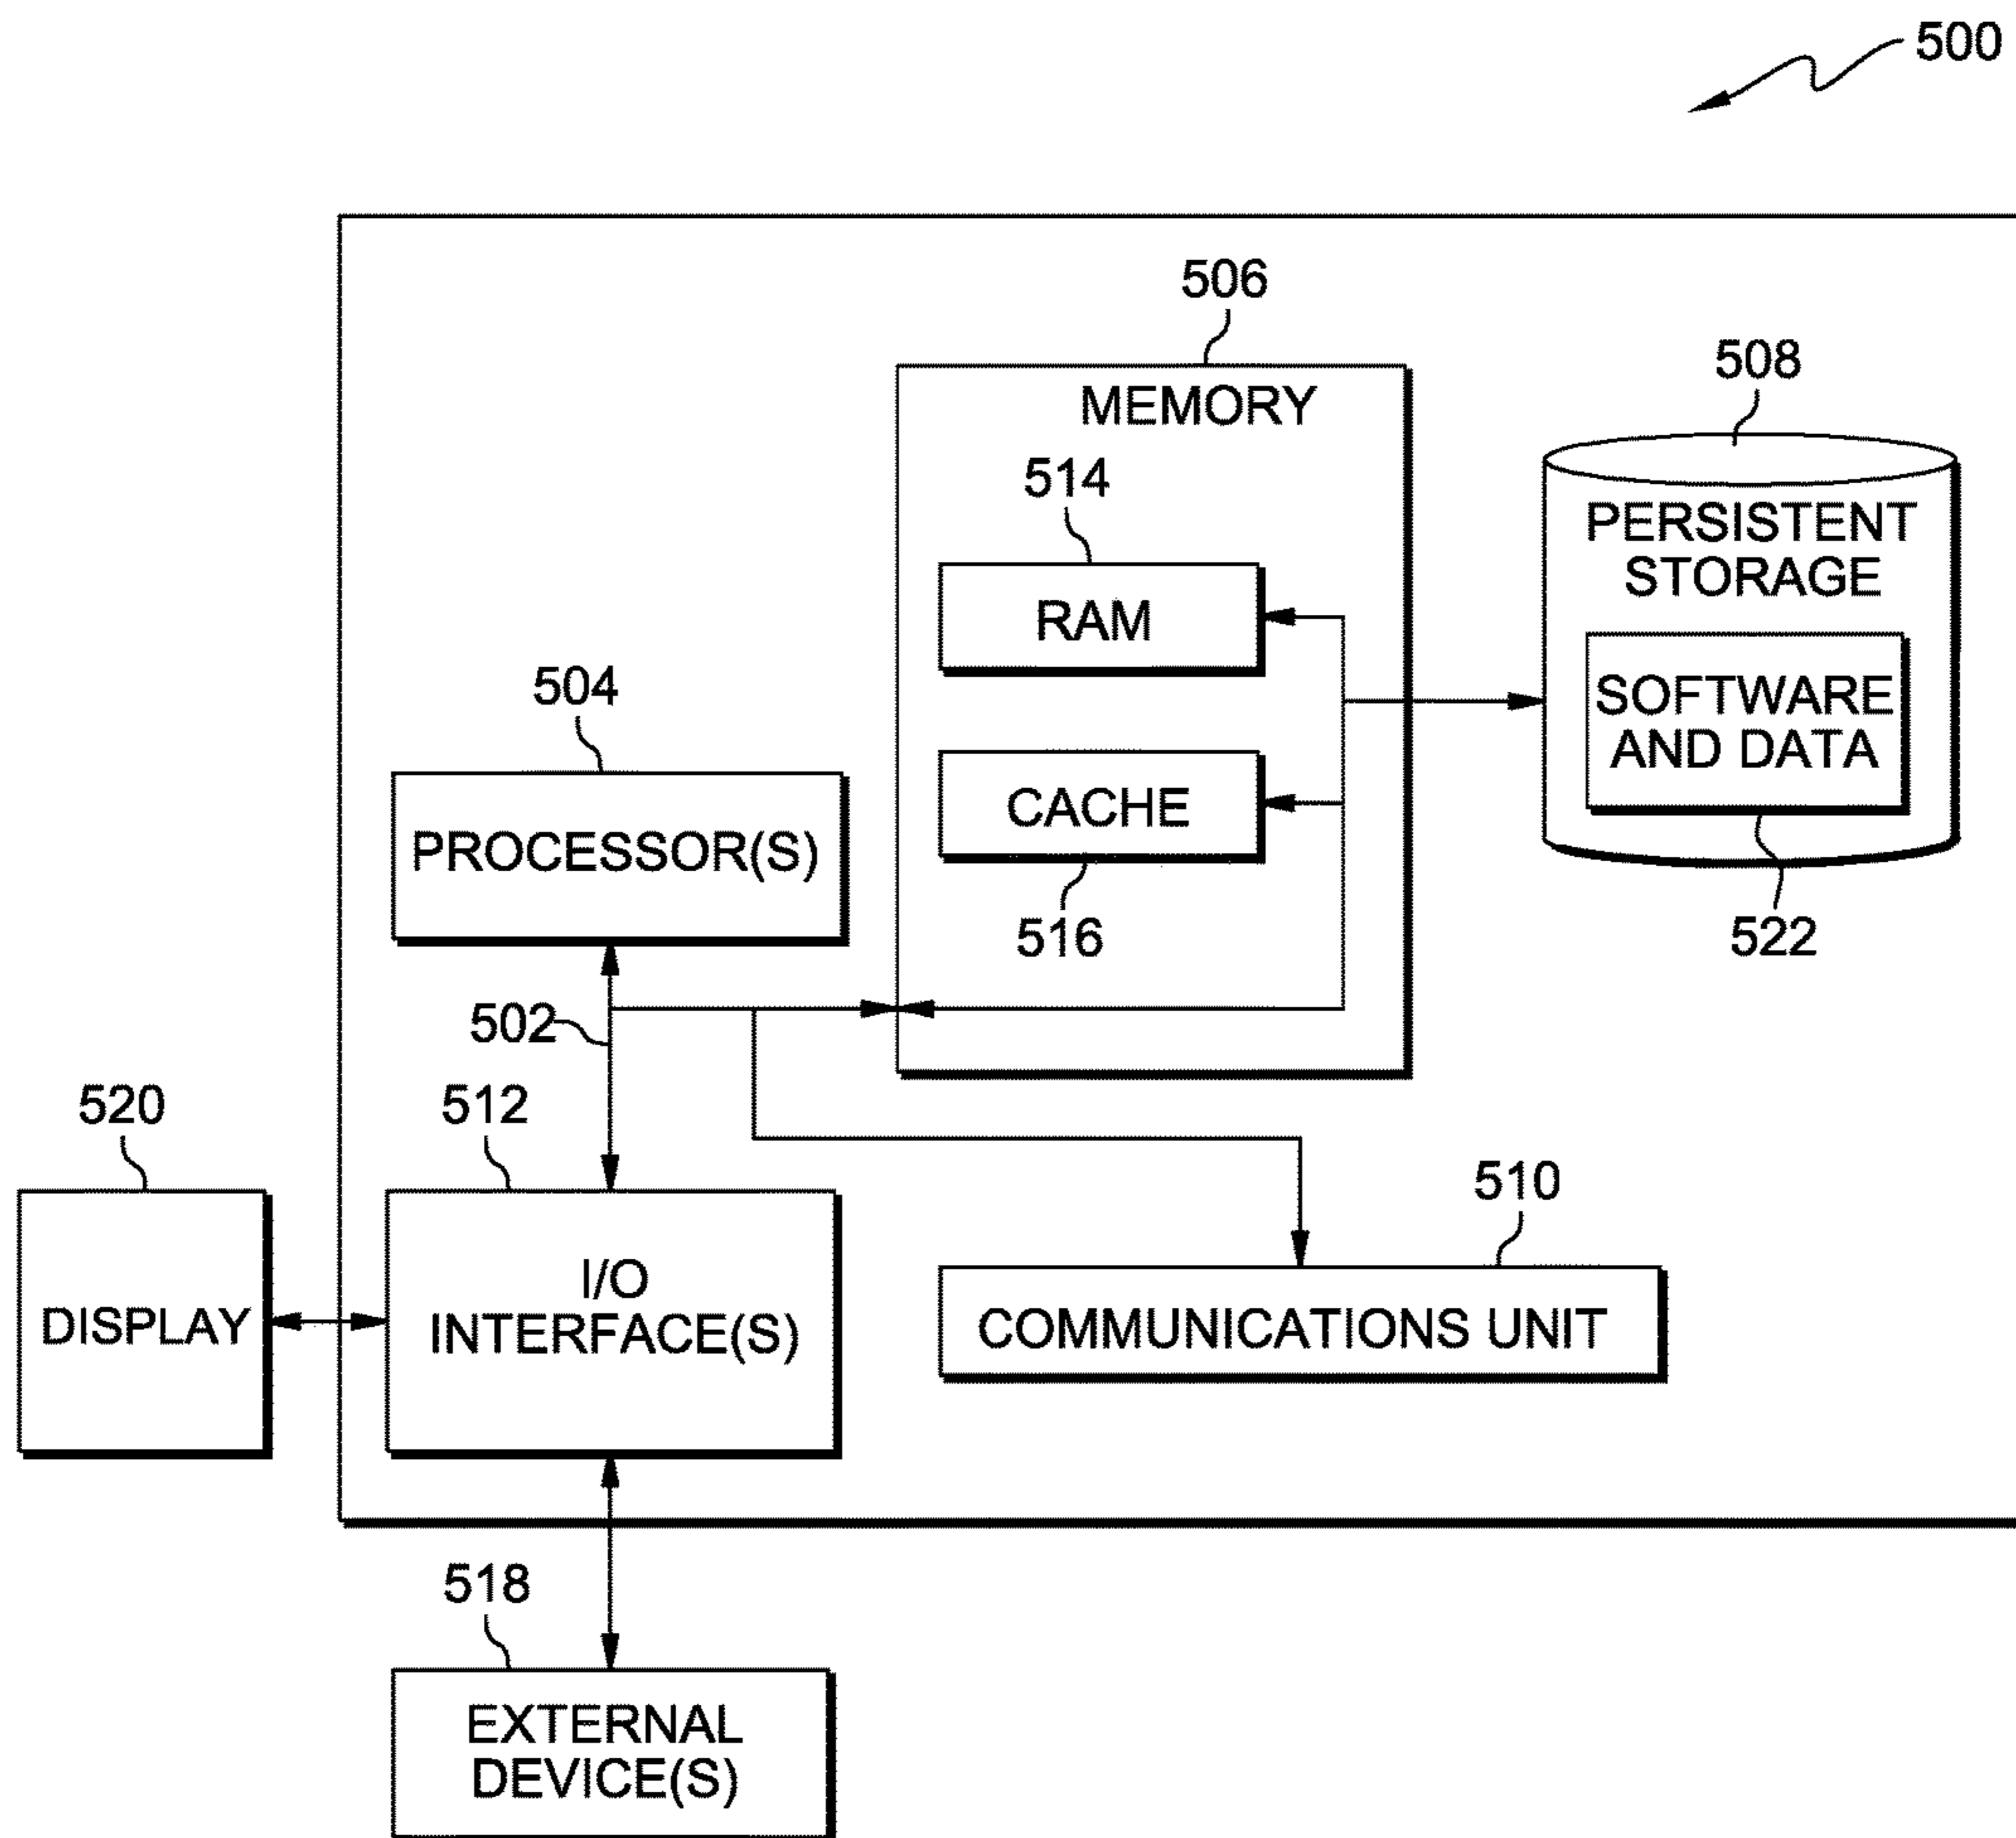 500
506
MEMORY
508
514
RAM
PERSISTENT
STORAGE
SOFTWARE
AND DATA
522
504
PROCESSOR(S)
CACHE
516
502
520
DISPLAY
512
I/O
INTERFACE(S)
510
COMMUNICATIONS UNIT
518
EXTERNAL
DEVICE(S)